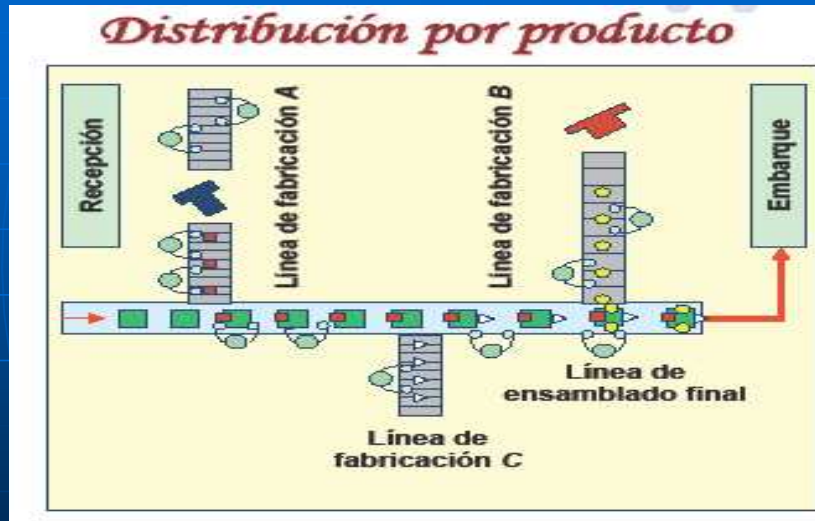 Distribución por producto
Recepción
Línea de fabricación A
Línea de fabricación B
Embarque
Línea de
ensamblado final
Línea de
fabricación C